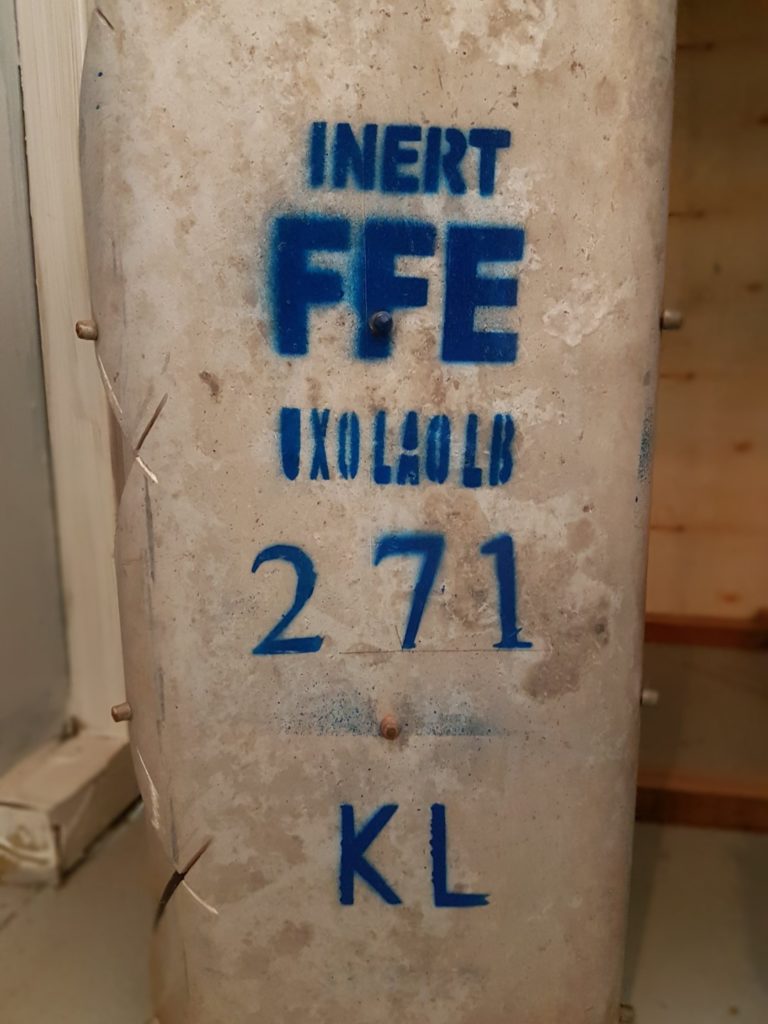 INERT
FFE
UXO LAO LB
271
KL